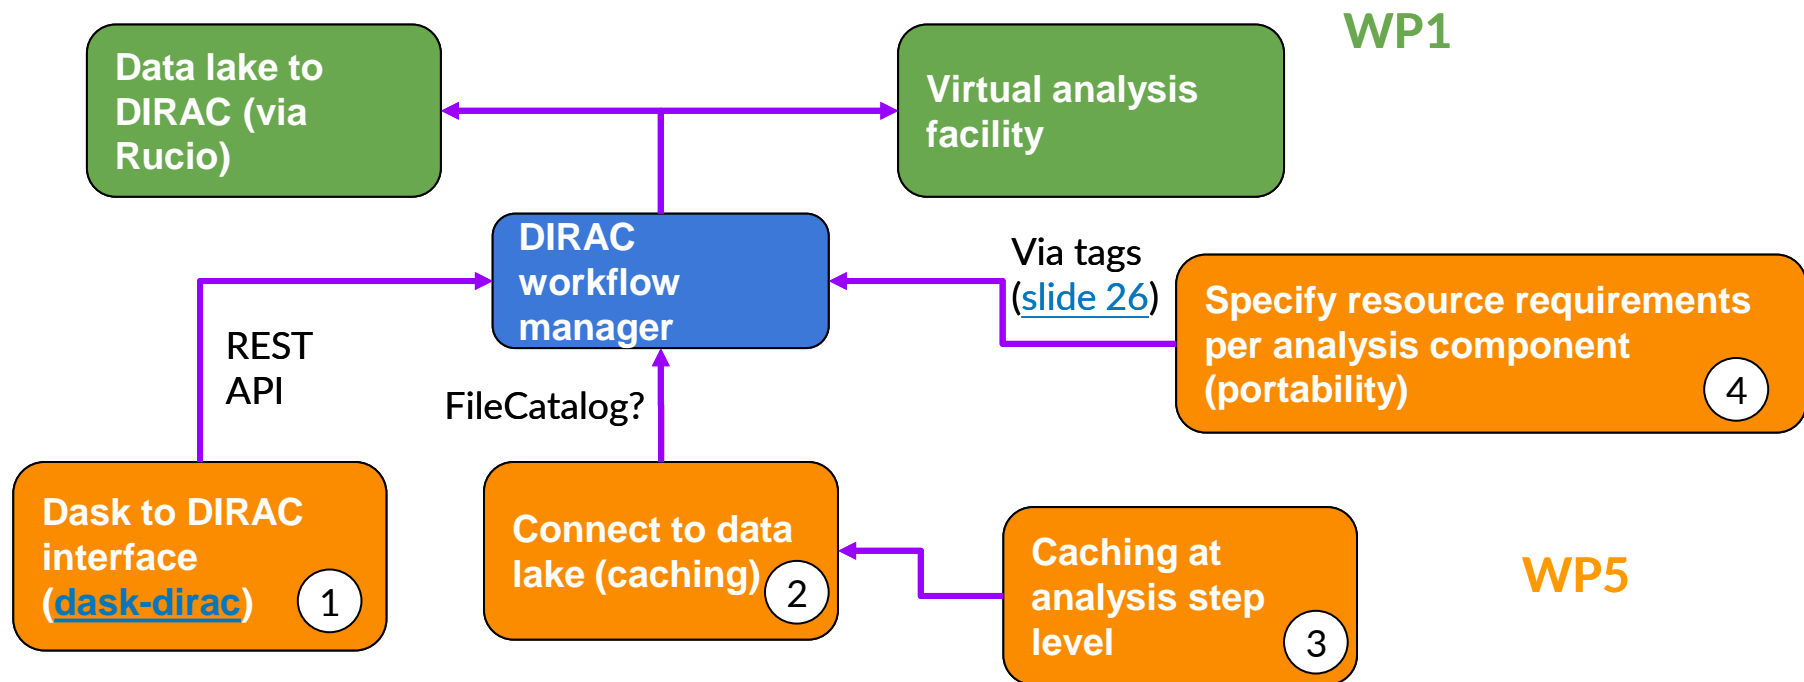 WP1
Data lake to
DIRAC (via
Rucio)
Virtual analysis
facility
DIRAC
workflow
manager
Via tags
(slide 26)
Specify resource requirements
per analysis component
(portability)
4
REST
API
FileCatalog?
Dask to DIRAC
interface
(dask-dirac)
1
Connect to data
lake (caching)
2
Caching at
analysis step
level
3
WP5